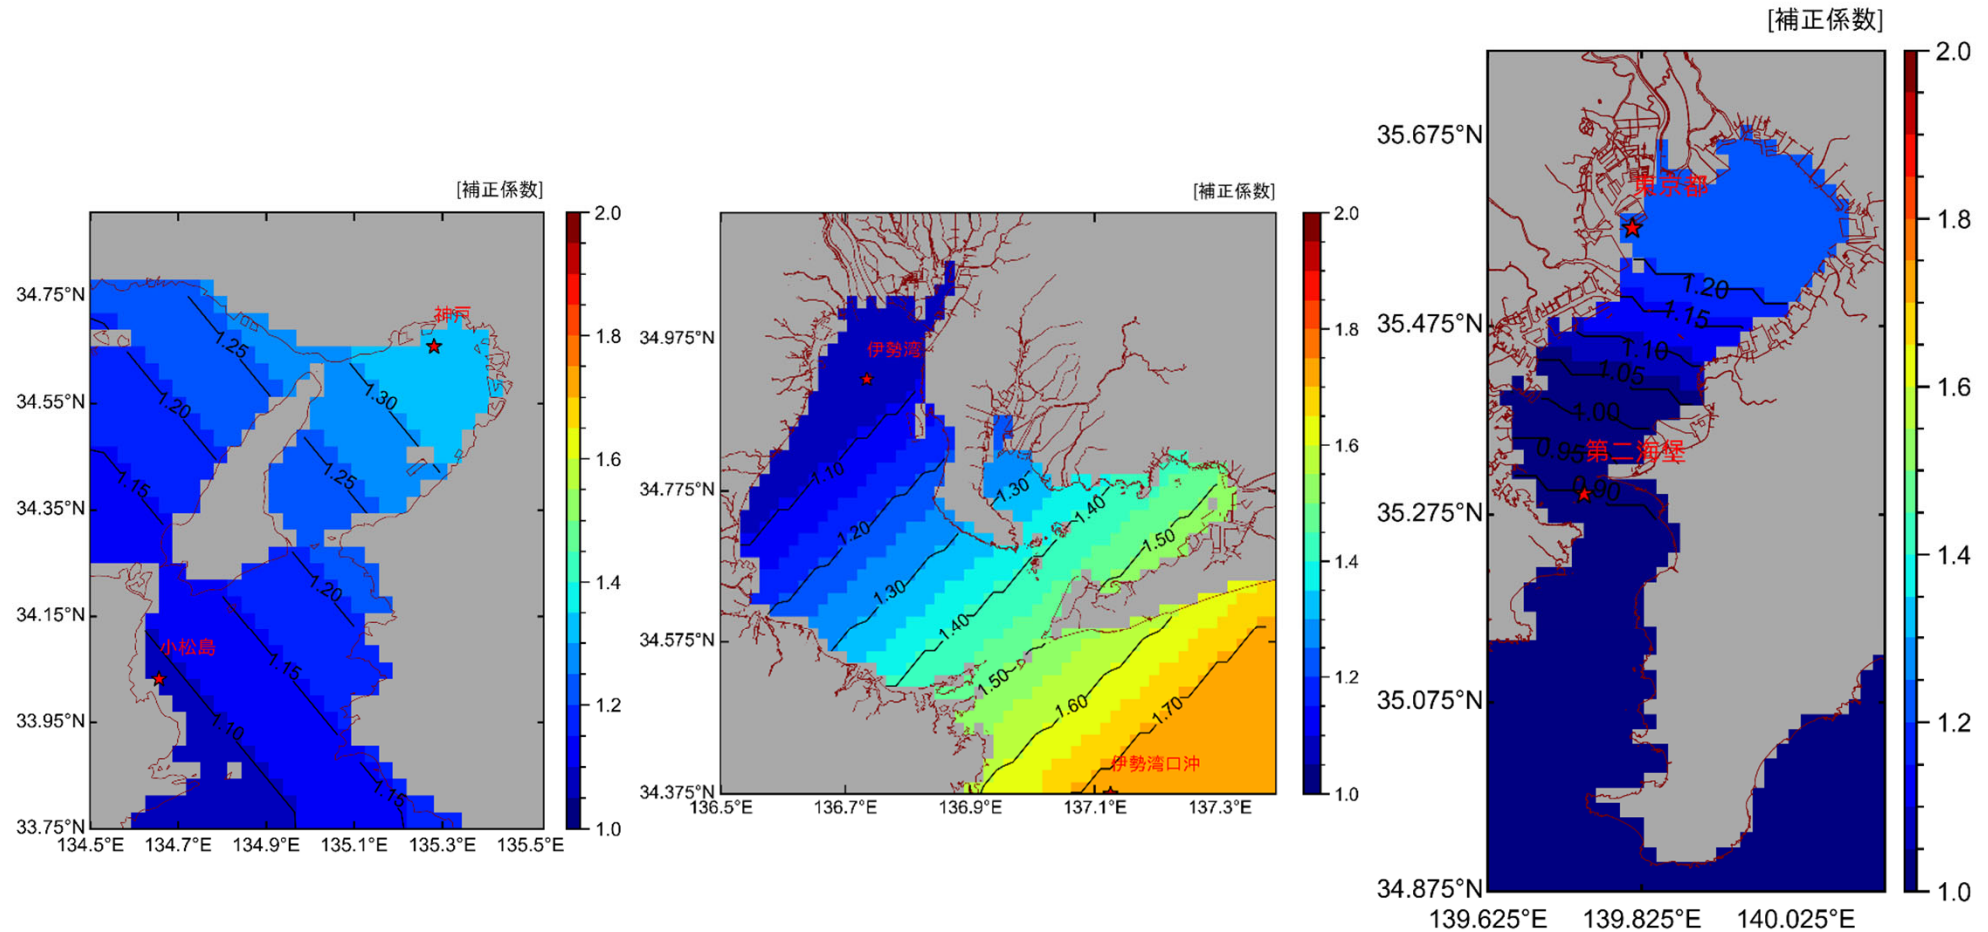 [補正係数]
34.75°N
34.55°N
34.35°N
34.15°N
33.95°N
33.75°N
134.5°E
134.7°E
134.9°E
135.1°E
135.3°E
135.5°E
神戸
小松島
1.25
1.20
1.15
1.30
1.25
1.20
1.15
1.10
1.15
2.0
1.8
1.6
1.4
1.2
1.0
[補正係数]
34.975°N
34.775°N
34.575°N
34.375°N
136.5°E
136.7°E
136.9°E
137.1°E
137.3°E
伊勢湾
伊勢湾口沖
1.10
1.20
1.30
1.30
1.40
1.40
1.50
1.50
1.60
1.70
2.0
1.8
1.6
1.4
1.2
1.0
[補正係数]
35.675°N
35.475°N
35.275°N
35.075°N
34.875°N
139.625°E
139.825°E
140.025°E
東京都
第二海堡
1.20
1.15
1.10
1.05
1.00
0.95
0.90
2.0
1.8
1.6
1.4
1.2
1.0